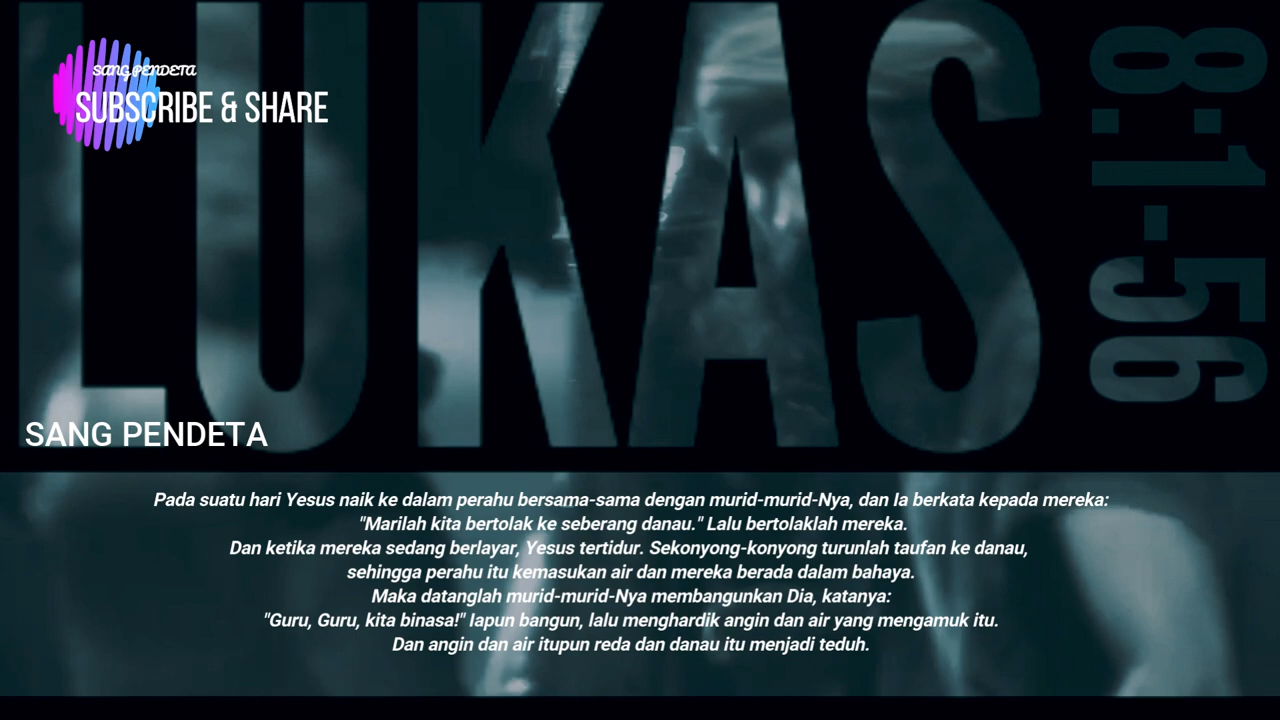 LUKAS
8:1-56
SANG PENDETA
SUBSCRIBE & SHARE
SANG PENDETA
Pada suatu hari Yesus naik ke dalam perahu bersama-sama dengan murid-murid-Nya, dan Ia berkata kepada mereka:
"Marilah kita bertolak ke seberang danau." Lalu bertolaklah mereka.
Dan ketika mereka sedang berlayar, Yesus tertidur. Sekonyong-konyong turunlah taufan ke danau,
sehingga perahu itu kemasukan air dan mereka berada dalam bahaya.
Maka datanglah murid-murid-Nya membangunkan Dia, katanya:
"Guru, Guru, kita binasa!" Iapun bangun, lalu menghardik angin dan air yang mengamuk itu.
Dan angin dan air itupun reda dan danau itu menjadi teduh.